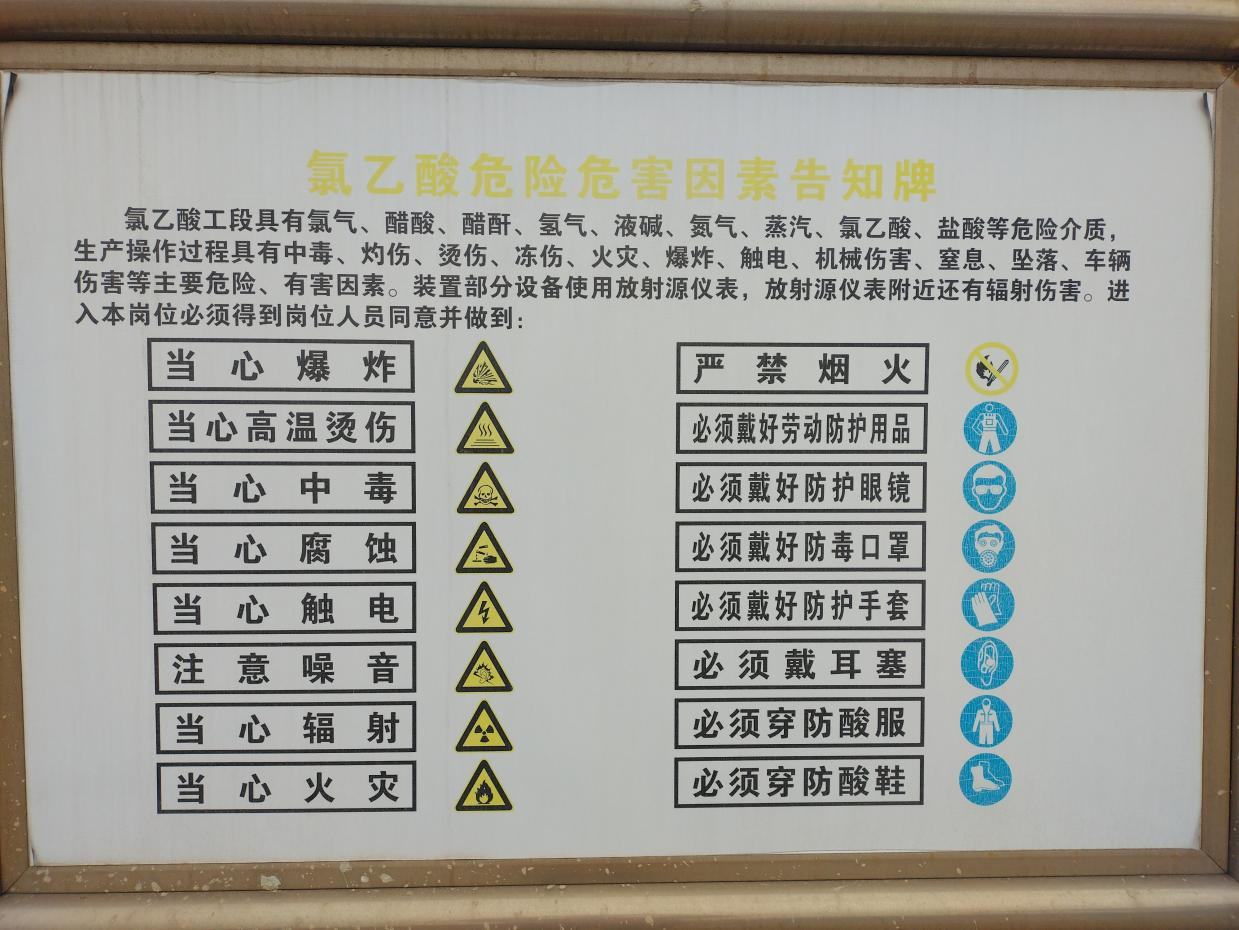 氯乙酸危险危害因素告知牌
氯乙酸工段具有氯气、醋酸、醋酐、氢气、液碱、氮气、蒸汽、氯乙酸、盐酸等危险介质，
生产操作过程具有中毒、灼伤、烫伤、冻伤、火灾、爆炸、触电、机械伤害、窒息、坠落、车辆
伤害等主要危险、有害因素。装置部分设备使用放射源仪表，放射源仪表附近还有辐射伤害。进
入本岗位必须得到岗位人员同意并做到：
当心爆炸
当心高温烫伤
当心中毒
当心腐蚀
当心触电
注意噪音
当心辐射
当心火灾
严禁烟火
必须戴好劳动防护用品
必须戴好防护眼镜
必须戴好防毒口罩
必须戴好防护手套
必须戴耳塞
必须穿防酸服
必须穿防酸鞋